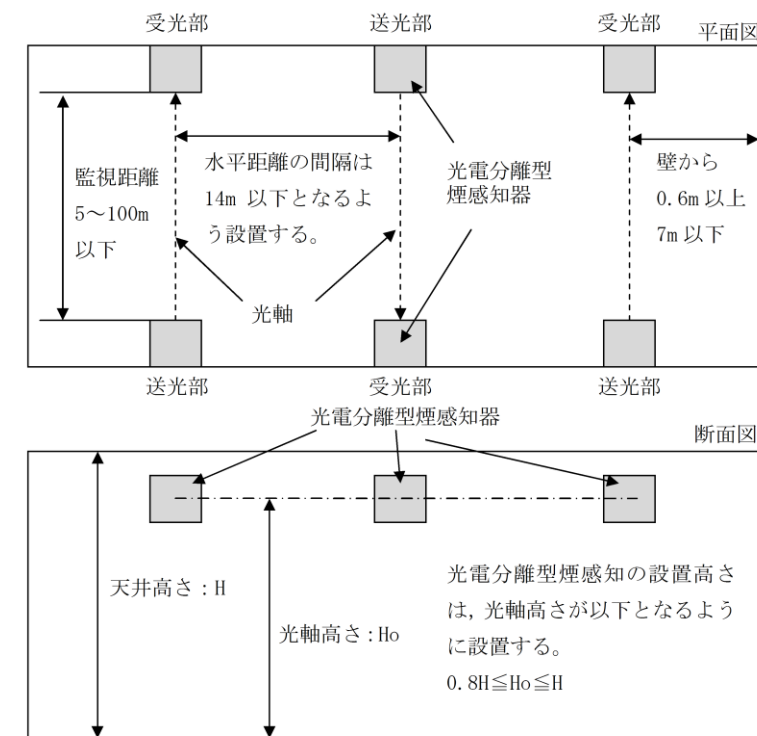 受光部
送光部
受光部
平面図
監視距離
5～100m
以下
水平距離の間隔は
14m 以下となるよ
う設置する。
光電分離型
煙感知器
壁から
0.6m 以上
7m 以下
光軸
送光部
受光部
送光部
光電分離型煙感知器
断面図
天井高さ：H
光軸高さ：Ho
光電分離型煙感知の設置高さ
は，光軸高さが以下となるよう
に設置する。
0.8H≦Ho≦H